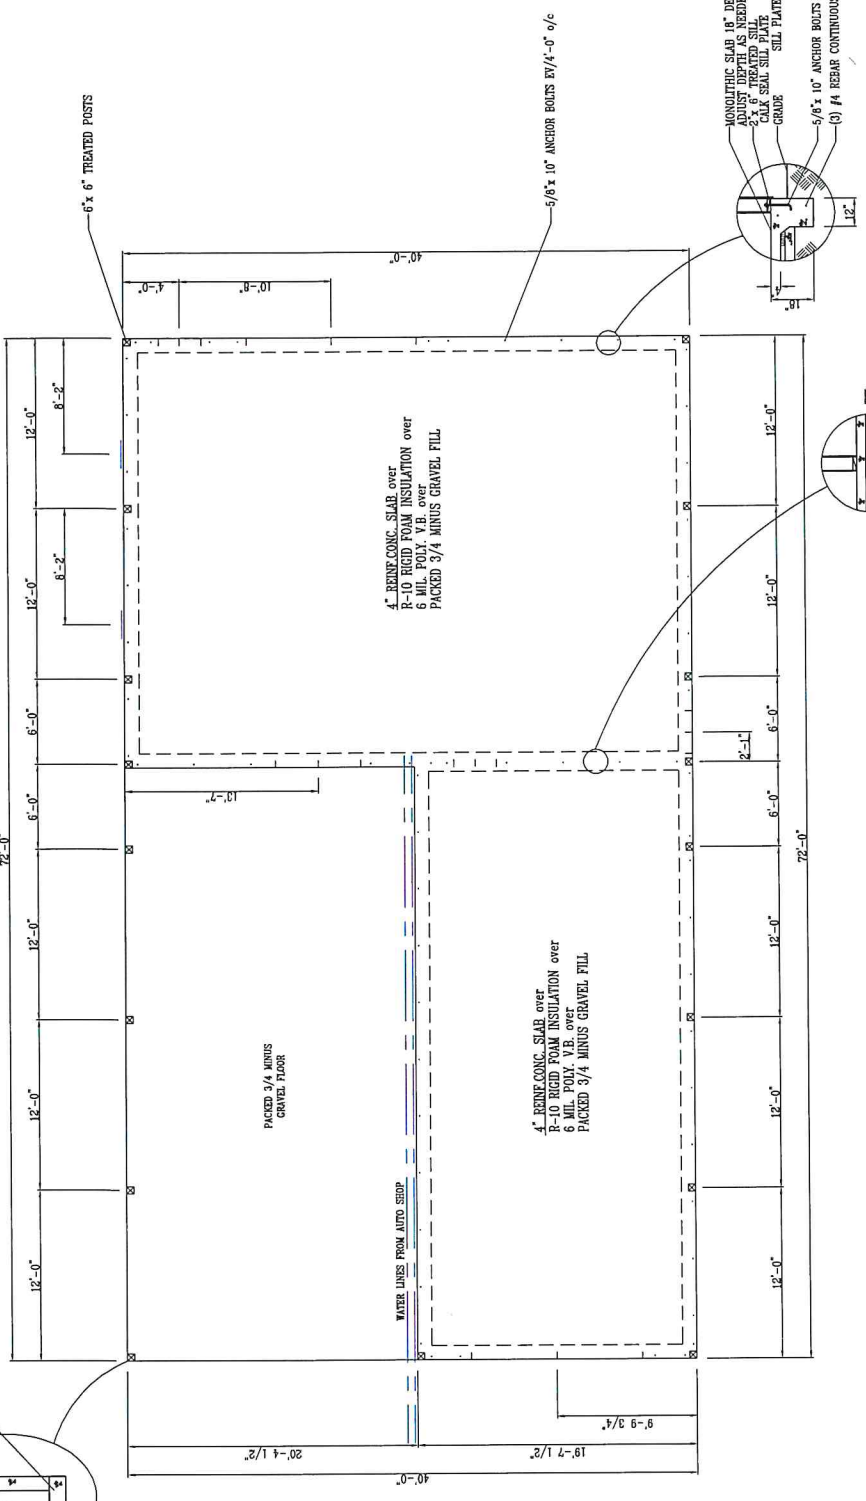 6"x 6" TREATED POSTS
5/8"x 10" ANCHOR BOLTS EV/4'-0" o/c
MONOLITHIC SLAB 18" DE
ADJUST DEPTH AS NEEDE
2"x 6" TREATED SILL
CALK SEAL SILL PLATE
GRADE
SILL PLATE
5/8"x 10" ANCHOR BOLTS
(3) #4 REBAR CONTINUOUS
12"
18"
4"
40'-0"
4'-0"
10'-8"
72'-0"
12'-0"
12'-0"
12'-0"
6'-0"
6'-0"
12'-0"
12'-0"
8'-2"
8'-2"
4" REINF.CONC. SLAB over
R-10 RIGID FOAM INSULATION over
6 MIL. POLY. V.B. over
PACKED 3/4 MINUS GRAVEL FILL
13'-7"
PACKED 3/4 MINUS
GRAVEL FLOOR
WATER LINES FROM AUTO SHOP
4" REINF.CONC. SLAB over
R-10 RIGID FOAM INSULATION over
6 MIL. POLY. V.B. over
PACKED 3/4 MINUS GRAVEL FILL
12'-0"
12'-0"
12'-0"
6'-0"
6'-0"
12'-0"
12'-0"
2'-1"
72'-0"
20'-4 1/2"
19'-7 1/2"
9'-9 3/4"
40'-0"